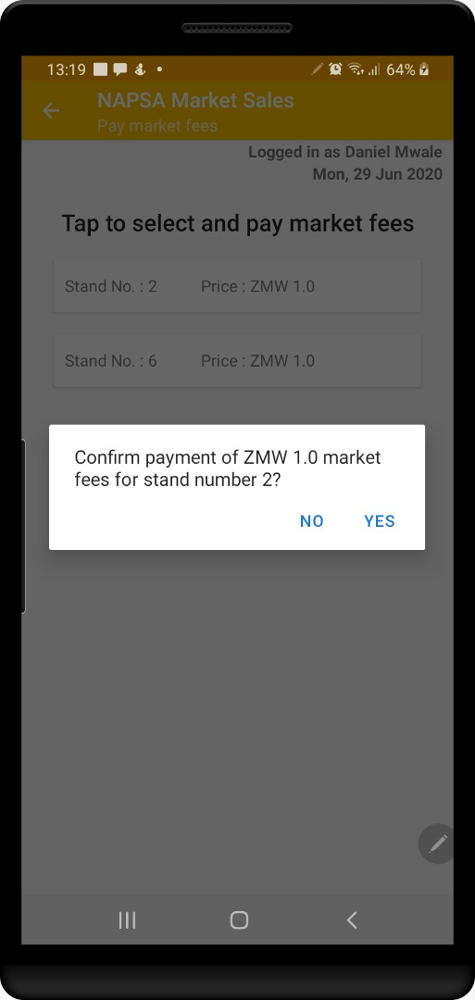 13:19 64%
NAPSA Market Sales
Pay market fees
Logged in as Daniel Mwale
Mon, 29 Jun 2020
Tap to select and pay market fees
Stand No. : 2 Price : ZMW 1.0
Stand No. : 6 Price : ZMW 1.0
Confirm payment of ZMW 1.0 market
fees for stand number 2?
NO YES